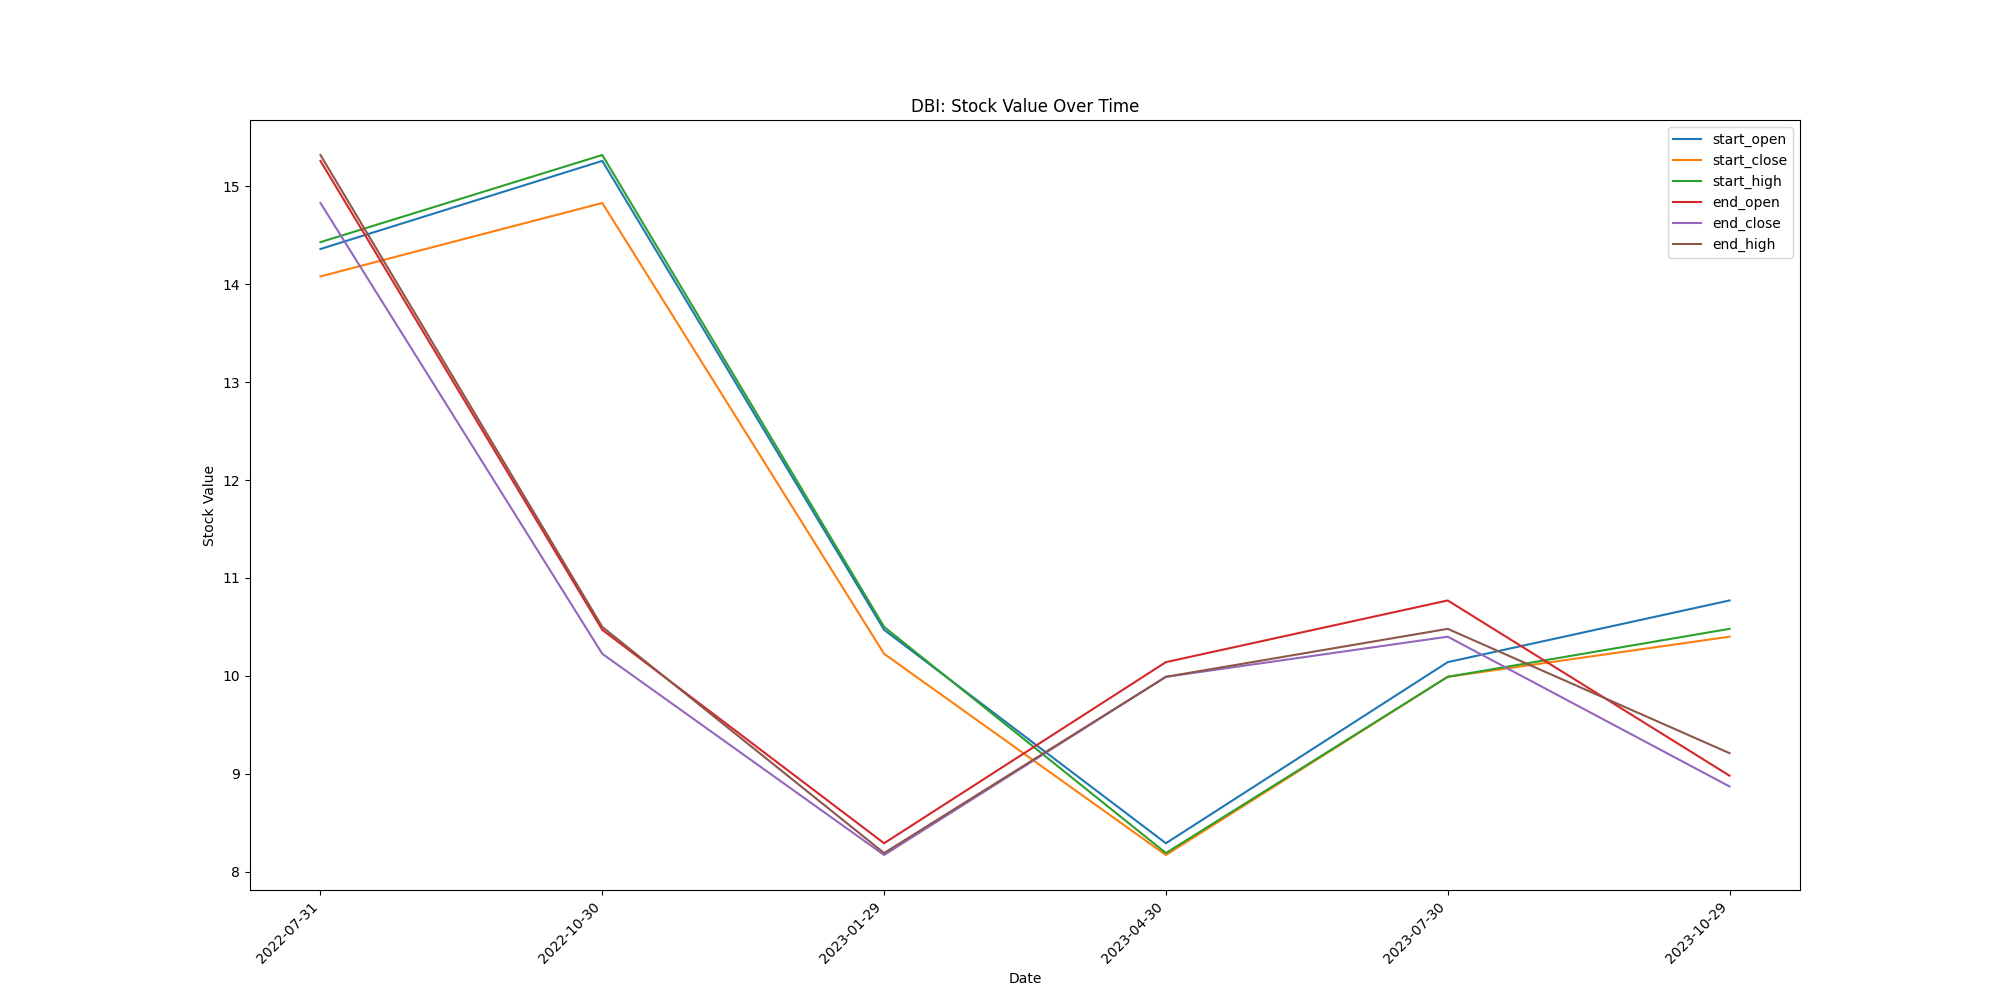 DBI: Stock Value Over Time
start_open
start_close
start_high
end_open
end_close
end_high
Stock Value
15
14
13
12
11
10
9
8
2022-07-31
2022-10-30
2023-01-29
2023-04-30
2023-07-30
2023-10-29
Date